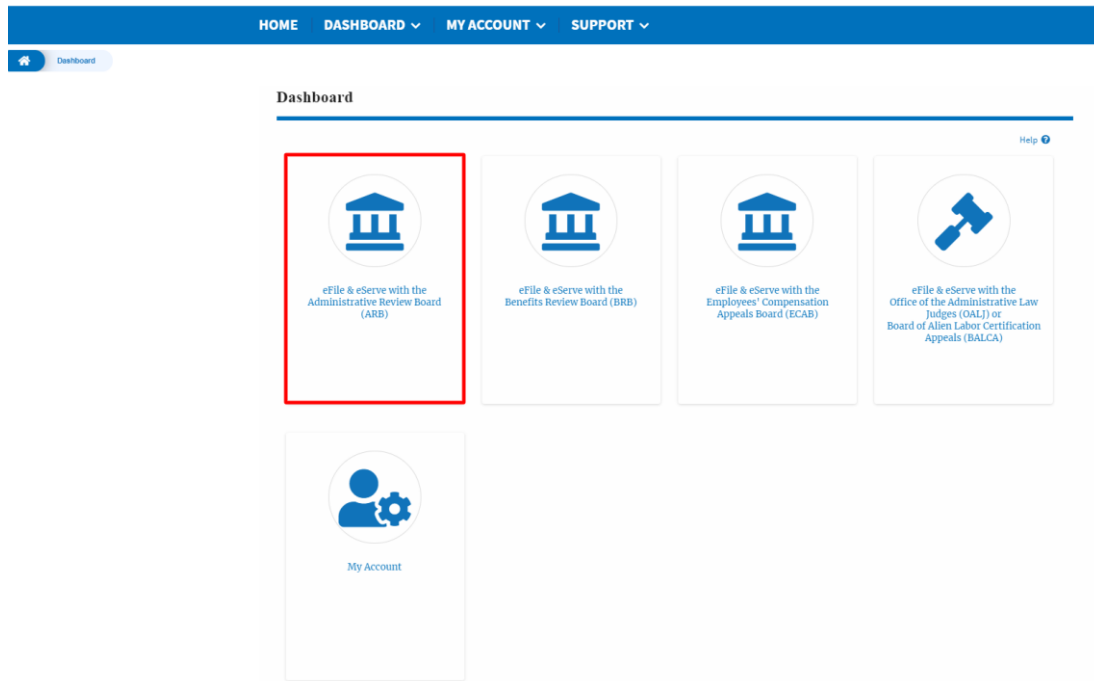 HOME DASHBOARD MY ACCOUNT SUPPORT
Dashboard
Dashboard
Help
eFile & eServe with the
Administrative Review Board
(ARB)
eFile & eServe with the
Benefits Review Board (BRB)
eFile & eServe with the
Employees' Compensation
Appeals Board (ECAB)
eFile & eServe with the
Office of the Administrative Law
Judges (OALJ) or
Board of Alien Labor Certification
Appeals (BALCA)
My Account